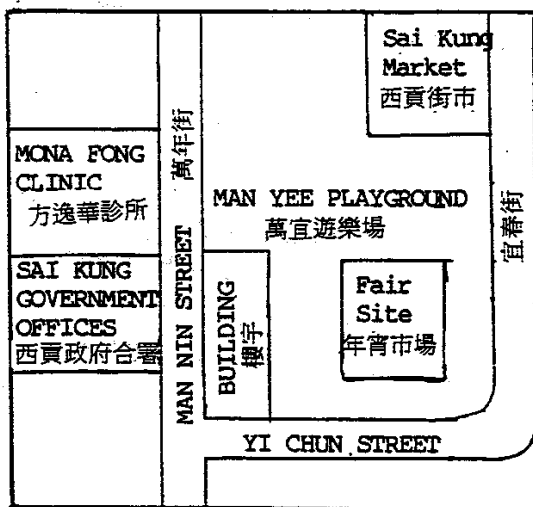 Sai Kung
Market
西貢街市
MONA FONG
CLINIC
方逸華診所
萬年街
MAN NIN STREET
MAN YEE PLAYGROUND
萬宜遊樂場
宜春街
SAI KUNG
GOVERNMENT
OFFICES
西貢政府合署
BUILDING
樓宇
Fair
Site
年宵市場
YI CHUN STREET